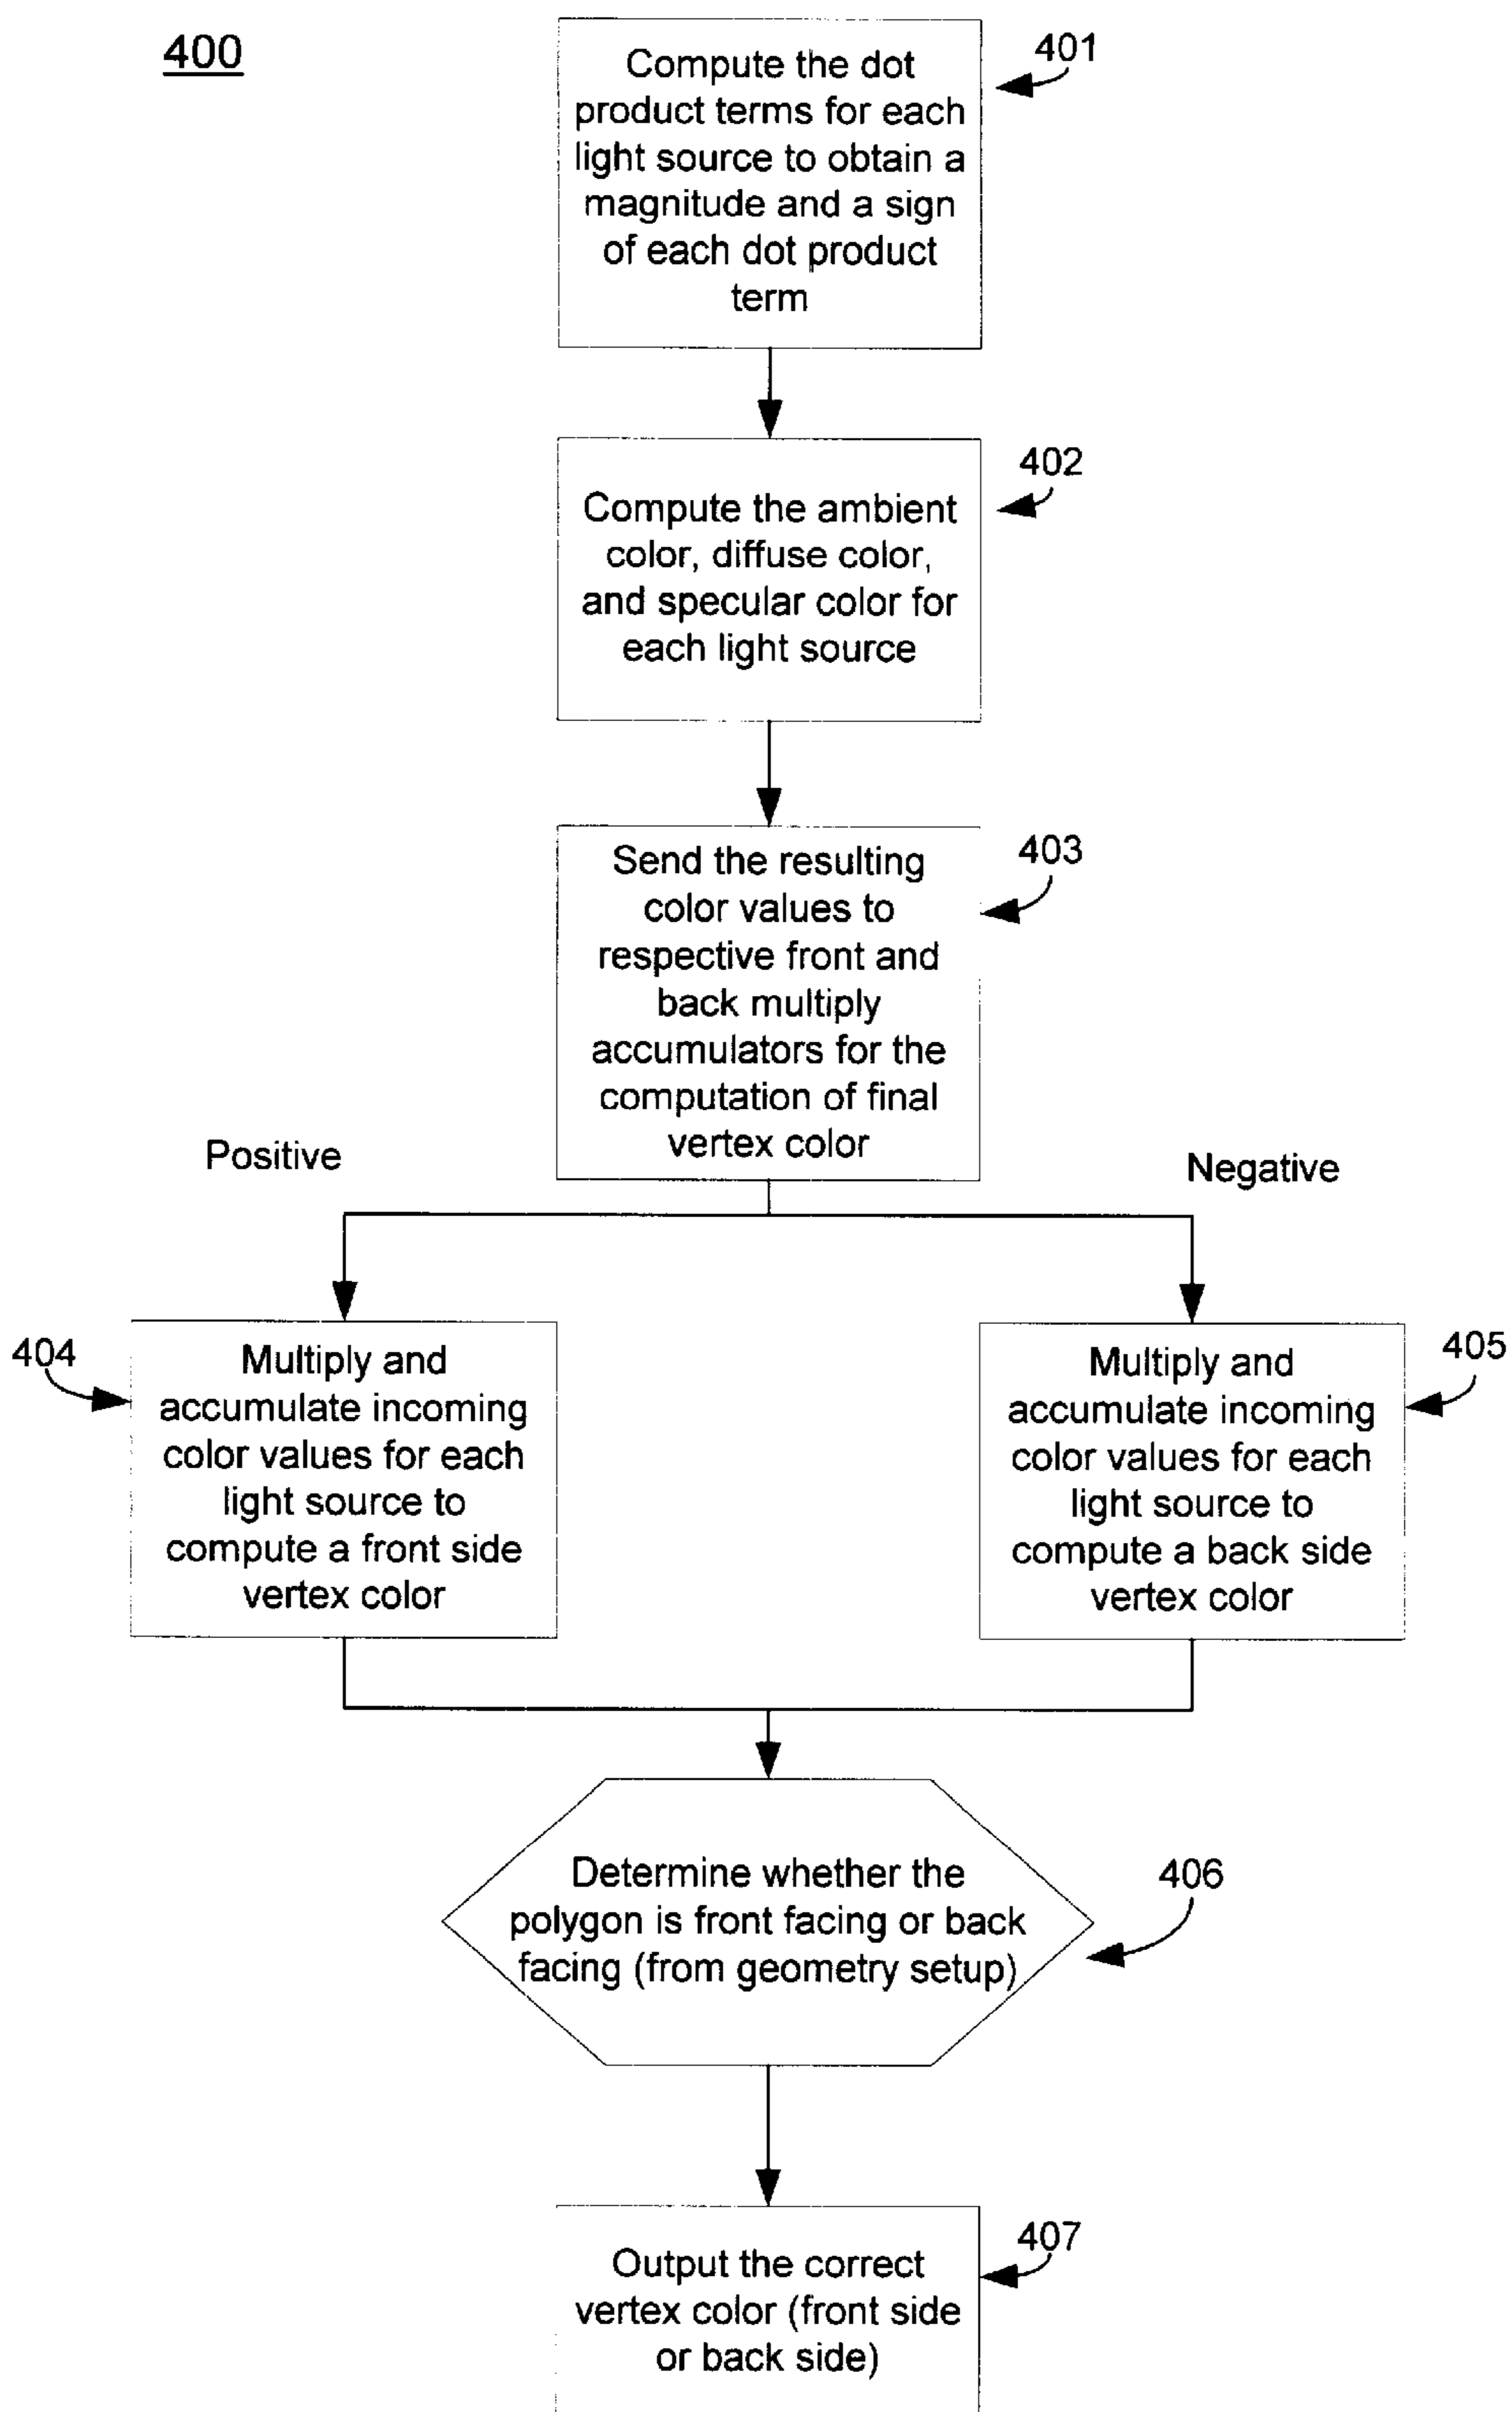 400
401
Compute the dot
product terms for each
light source to obtain a
magnitude and a sign
of each dot product
term
402
Compute the ambient
color, diffuse color,
and specular color for
each light source
403
Send the resulting
color values to
respective front and
back multiply
accumulators for the
computation of final
vertex color
Positive
Negative
404
Multiply and
accumulate incoming
color values for each
light source to
compute a front side
vertex color
405
Multiply and
accumulate incoming
color values for each
light source to
compute a back side
vertex color
406
Determine whether the
polygon is front facing or back
facing (from geometry setup)
407
Output the correct
vertex color (front side
or back side)